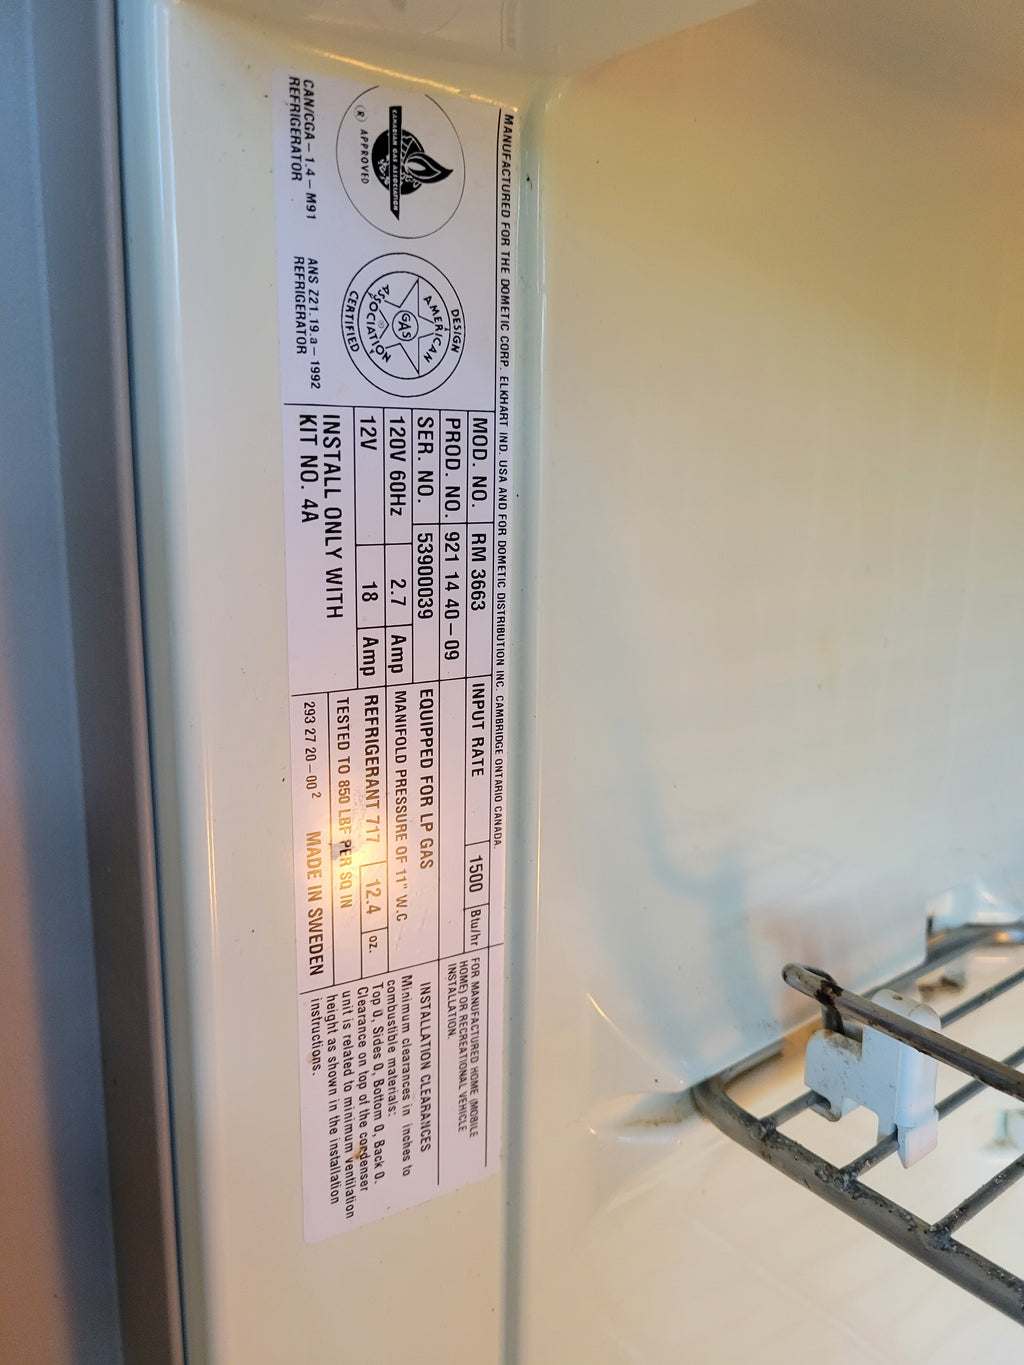 MANUFACTURED FOR THE DOMETIC CORP. ELKHART IND. USA AND FOR DOMETIC DISTRIBUTION INC. CAMBRIDGE ONTARIO CANADA.
CANADIAN GAS ASSOCIATION
® APPROVED
CAN/CGA–1.4–M91
REFRIGERATOR
DESIGN
AMERICAN
GAS
ASSOCIATION
®
CERTIFIED
ANS Z21.19.a–1992
REFRIGERATOR
MOD. NO. RM 3663
PROD. NO. 921 14 40–09
SER. NO. 53900039
120V 60Hz 2.7 Amp
12V 18 Amp
INSTALL ONLY WITH
KIT NO. 4A
INPUT RATE 1500 Btu/hr
EQUIPPED FOR LP GAS
MANIFOLD PRESSURE OF 11" W.C
REFRIGERANT 717 12.4 oz.
TESTED TO 850 LBF PER SQ IN
293 27 20–00 2 MADE IN SWEDEN
FOR MANUFACTURED HOME (MOBILE
HOME) OR RECREATIONAL VEHICLE
INSTALLATION.
INSTALLATION CLEARANCES
Minimum clearances in inches to
combustible materials:
Top 0, Sides 0, Bottom 0, Back 0.
Clearance on top of the condenser
unit is related to minimum ventilation
height as shown in the installation
instructions.